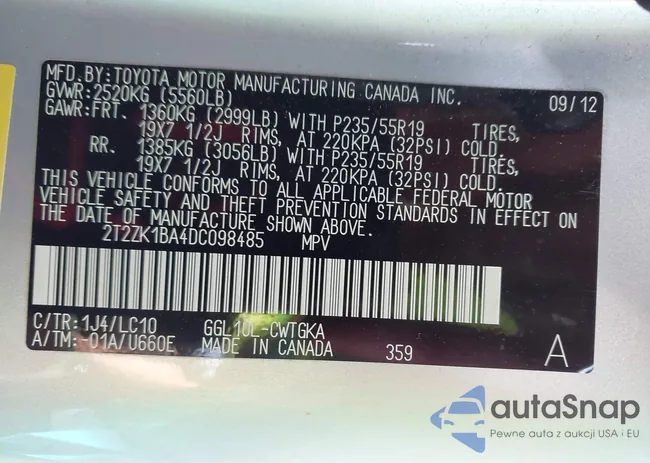 MFD.BY:TOYOTA MOTOR MANUFACTURING CANADA INC. 09/12
GVWR:2520KG (5560LB)
GAWR:FRT. 1360KG (2999LB) WITH P235/55R19 TIRES,
19X7 1/2J RIMS, AT 220KPA (32PSI) COLD.
RR. 1385KG (3056LB) WITH P235/55R19 TIRES,
19X7 1/2J RIMS, AT 220KPA (32PSI) COLD.
THIS VEHICLE CONFORMS TO ALL APPLICABLE FEDERAL MOTOR
VEHICLE SAFETY AND THEFT PREVENTION STANDARDS IN EFFECT ON
THE DATE OF MANUFACTURE SHOWN ABOVE.
2T2ZK1BA4DC098485 MPV
C/TR:1J4/LC10 GGL10L-CWTGKA
A/TM:-01A/U660E MADE IN CANADA 359 A
autaSnap
Pewne auta z aukcji USA i EU